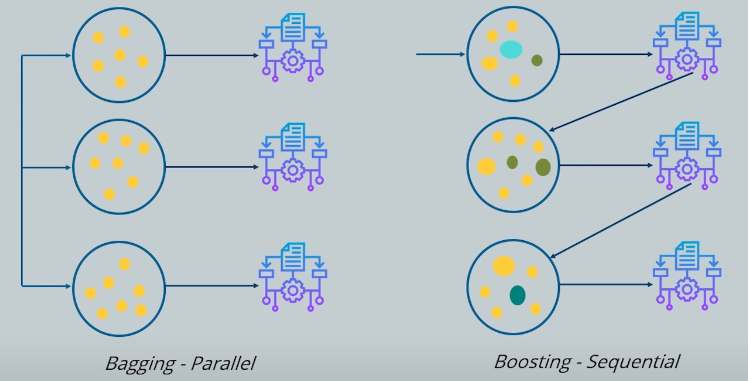 Bagging - Parallel
Boosting - Sequential